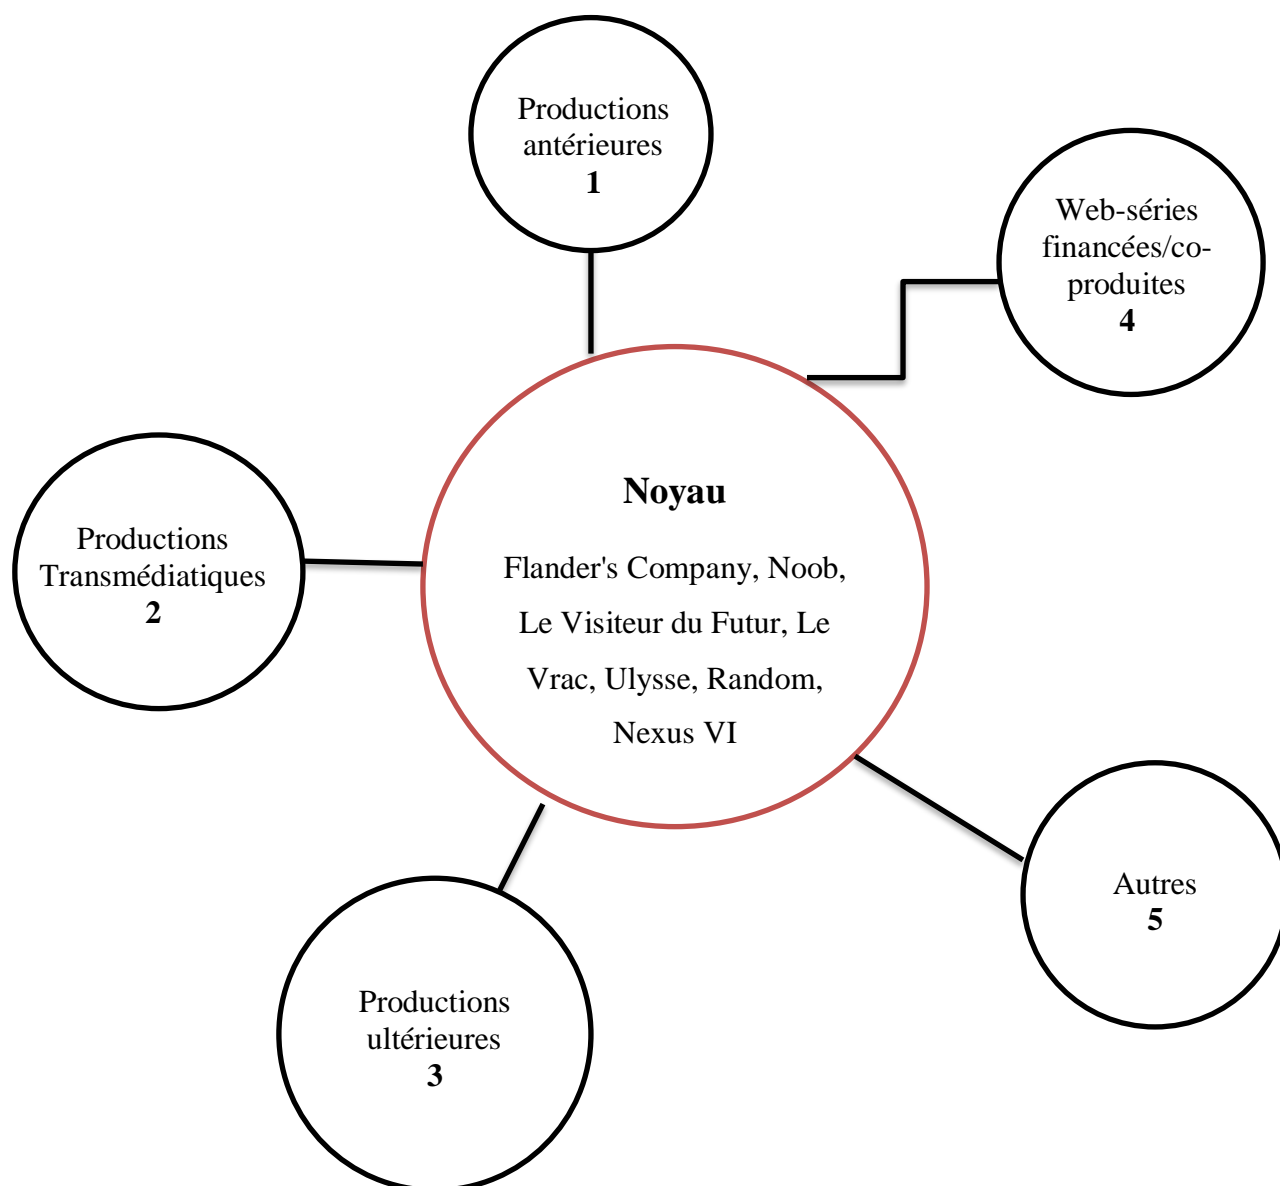 Productions
antérieures
1
Web-séries
financées/co-
produites
4
Noyau
Flander's Company, Noob,
Le Visiteur du Futur, Le
Vrac, Ulysse, Random,
Nexus VI
Productions
Transmédiatiques
2
Autres
5
Productions
ultérieures
3